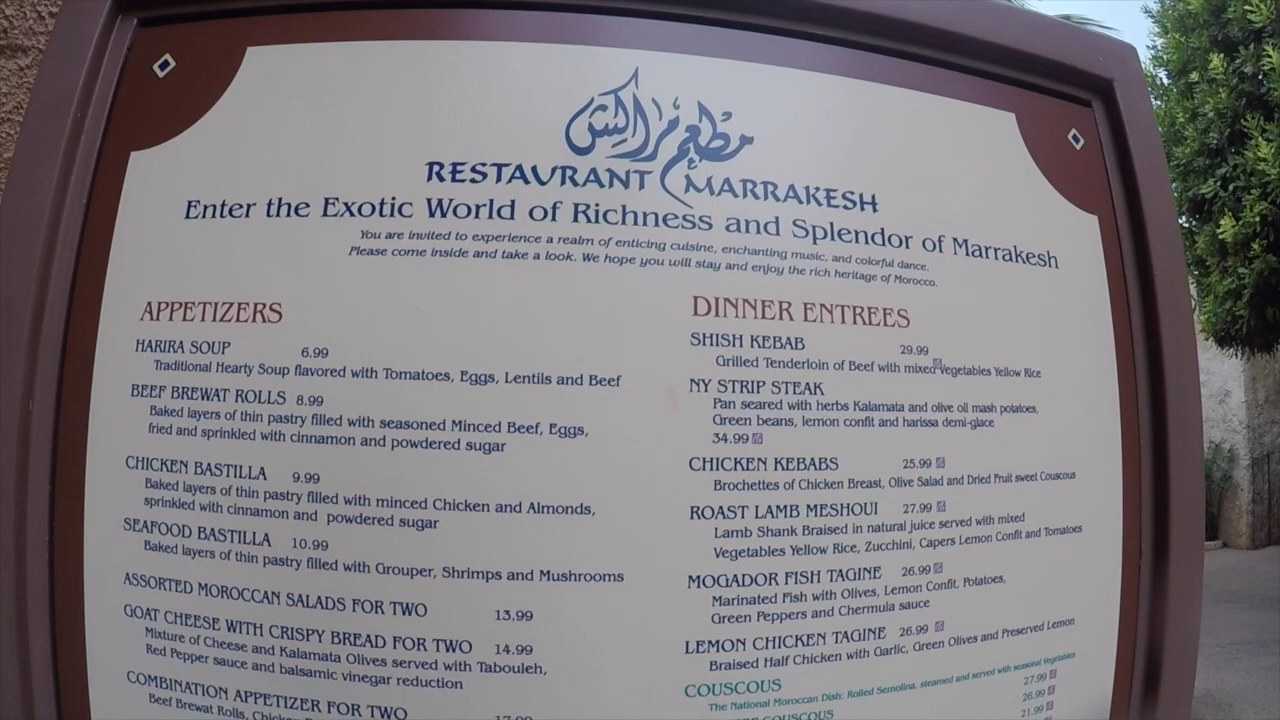 مطعم مراكش
RESTAURANT MARRAKESH
Enter the Exotic World of Richness and Splendor of Marrakesh
You are invited to experience a realm of enticing cuisine, enchanting music, and colorful dance.
Please come inside and take a look. We hope you will stay and enjoy the rich heritage of Morocco.
APPETIZERS
HARIRA SOUP 6.99
Traditional Hearty Soup flavored with Tomatoes, Eggs, Lentils and Beef
BEEF BREWAT ROLLS 8.99
Baked layers of thin pastry filled with seasoned Minced Beef, Eggs,
fried and sprinkled with cinnamon and powdered sugar
CHICKEN BASTILLA 9.99
Baked layers of thin pastry filled with minced Chicken and Almonds,
sprinkled with cinnamon and powdered sugar
SEAFOOD BASTILLA 10.99
Baked layers of thin pastry filled with Grouper, Shrimps and Mushrooms
ASSORTED MOROCCAN SALADS FOR TWO 13.99
GOAT CHEESE WITH CRISPY BREAD FOR TWO 14.99
Mixture of Cheese and Kalamata Olives served with Tabouleh,
Red Pepper sauce and balsamic vinegar reduction
COMBINATION APPETIZER FOR TWO
Beef Brewat Rolls,
DINNER ENTREES
SHISH KEBAB 29.99
Grilled Tenderloin of Beef with mixed Vegetables Yellow Rice
NY STRIP STEAK
Pan seared with herbs Kalamata and olive oil mash potatoes,
Green beans, lemon confit and harissa demi-glace
34.99
CHICKEN KEBABS 25.99
Brochettes of Chicken Breast, Olive Salad and Dried Fruit sweet Couscous
ROAST LAMB MESHOUI 27.99
Lamb Shank Braised in natural juice served with mixed
Vegetables Yellow Rice, Zucchini, Capers Lemon Confit and Tomatoes
MOGADOR FISH TAGINE 26.99
Marinated Fish with Olives, Lemon Confit, Potatoes,
Green Peppers and Chermula sauce
LEMON CHICKEN TAGINE 26.99
Braised Half Chicken with Garlic, Green Olives and Preserved Lemon
COUSCOUS
The National Moroccan Dish: Rolled Semolina, steamed and served with seasonal Vegetables
27.99
COUSCOUS 26.99
21.99